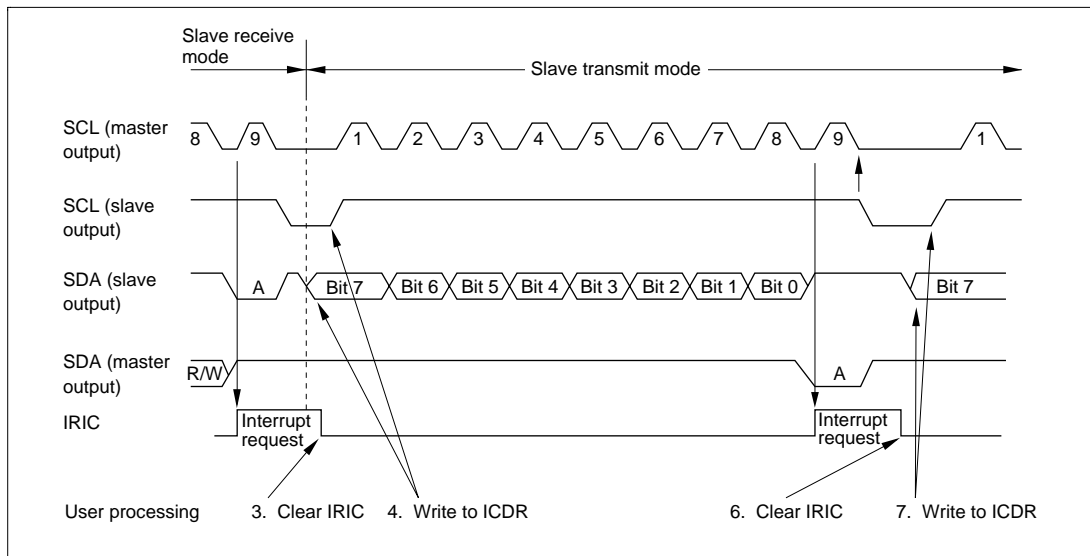 Slave receive
mode
Slave transmit mode
SCL (master
output)
8 9 1 2 3 4 5 6 7 8 9 1
SCL (slave
output)
SDA (slave
output)
A Bit 7 Bit 6 Bit 5 Bit 4 Bit 3 Bit 2 Bit 1 Bit 0 Bit 7
SDA (master
output)
R/W A
IRIC
Interrupt
request
Interrupt
request
User processing 3. Clear IRIC 4. Write to ICDR 6. Clear IRIC 7. Write to ICDR